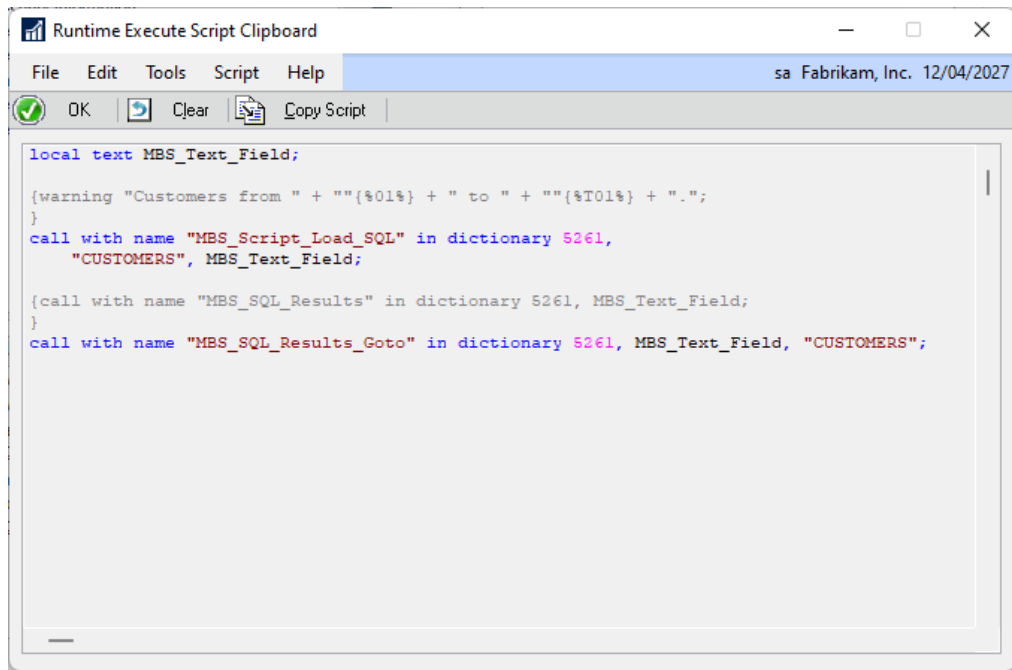 Runtime Execute Script Clipboard
File Edit Tools Script Help sa Fabrikam, Inc. 12/04/2027
OK Clear Copy Script
local text MBS_Text_Field;
{warning "Customers from " + ""{%01%} + " to " + ""{%T01%} + ".";
}
call with name "MBS_Script_Load_SQL" in dictionary 5261,
"CUSTOMERS", MBS_Text_Field;
{call with name "MBS_SQL_Results" in dictionary 5261, MBS_Text_Field;
}
call with name "MBS_SQL_Results_Goto" in dictionary 5261, MBS_Text_Field, "CUSTOMERS";